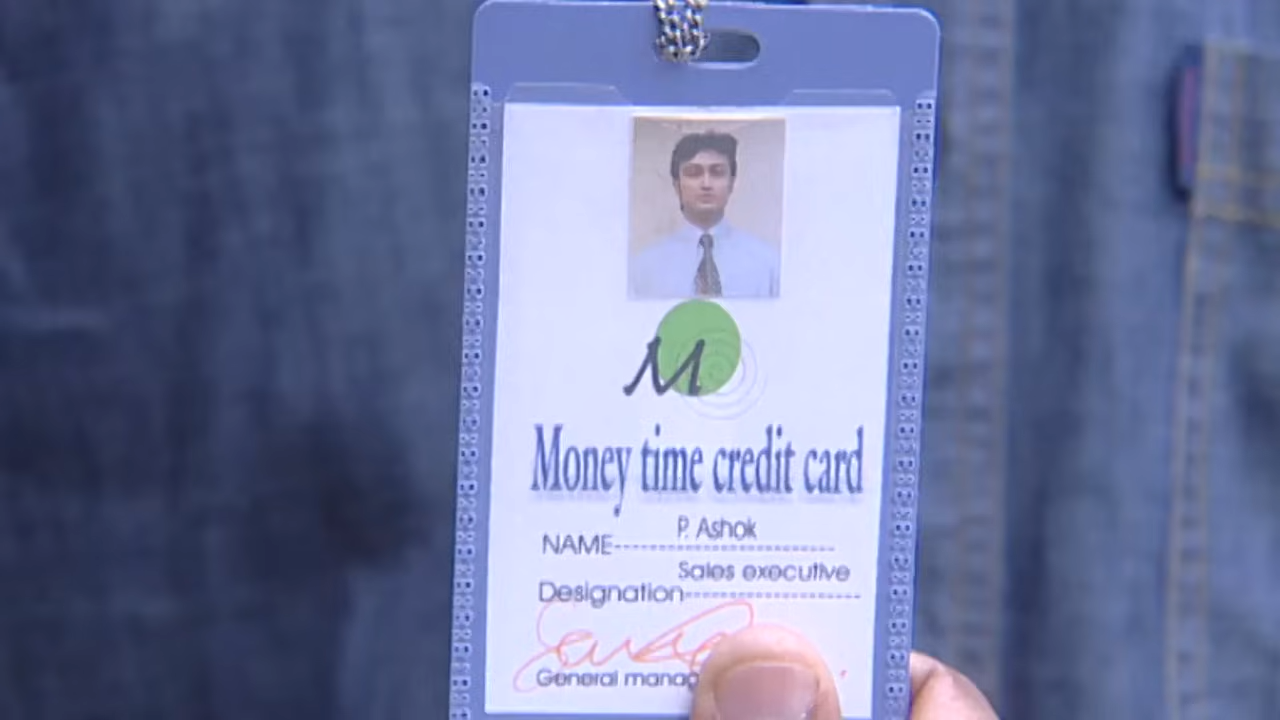 M
Money time credit card
NAME P. Ashok
Designation Sales executive
General manag